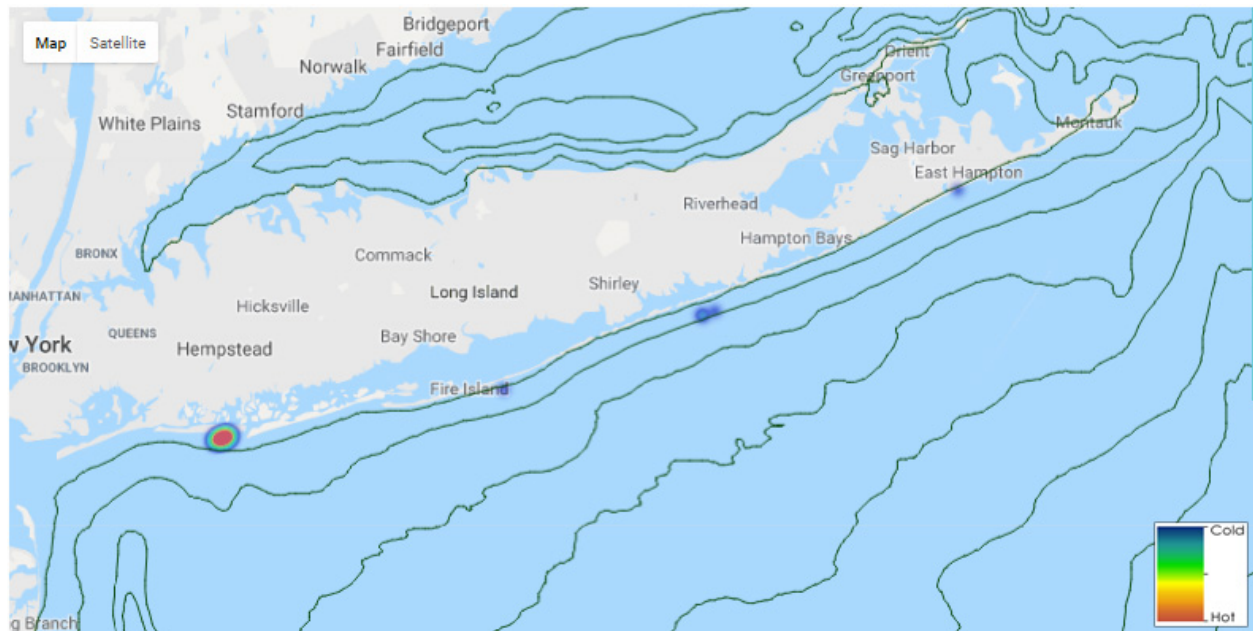 Map Satellite
Bridgeport
Fairfield
Norwalk
Stamford
White Plains
Orient
Greenport
Montauk
Sag Harbor
East Hampton
Riverhead
Hampton Bays
BRONX
Commack
Shirley
MANHATTAN
Hicksville
Long Island
QUEENS
Bay Shore
w York
Hempstead
BROOKLYN
Fire Island
Cold
Hot
g Branch